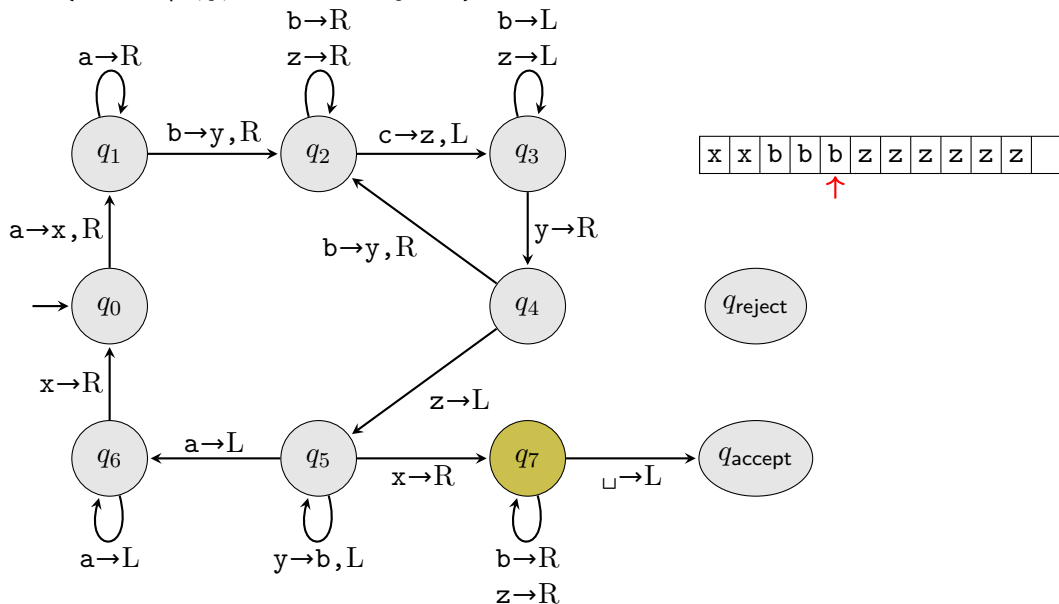 b→R b→L
a→R z→R z→L
q1 b→y,R q2 c→z,L q3 x x b b b z z z z z z
a→x,R b→y,R y→R
q0 q4 qreject
x→R z→L
q6 a→L q5 x→R q7 ␣→L qaccept
a→L y→b,L b→R
z→R